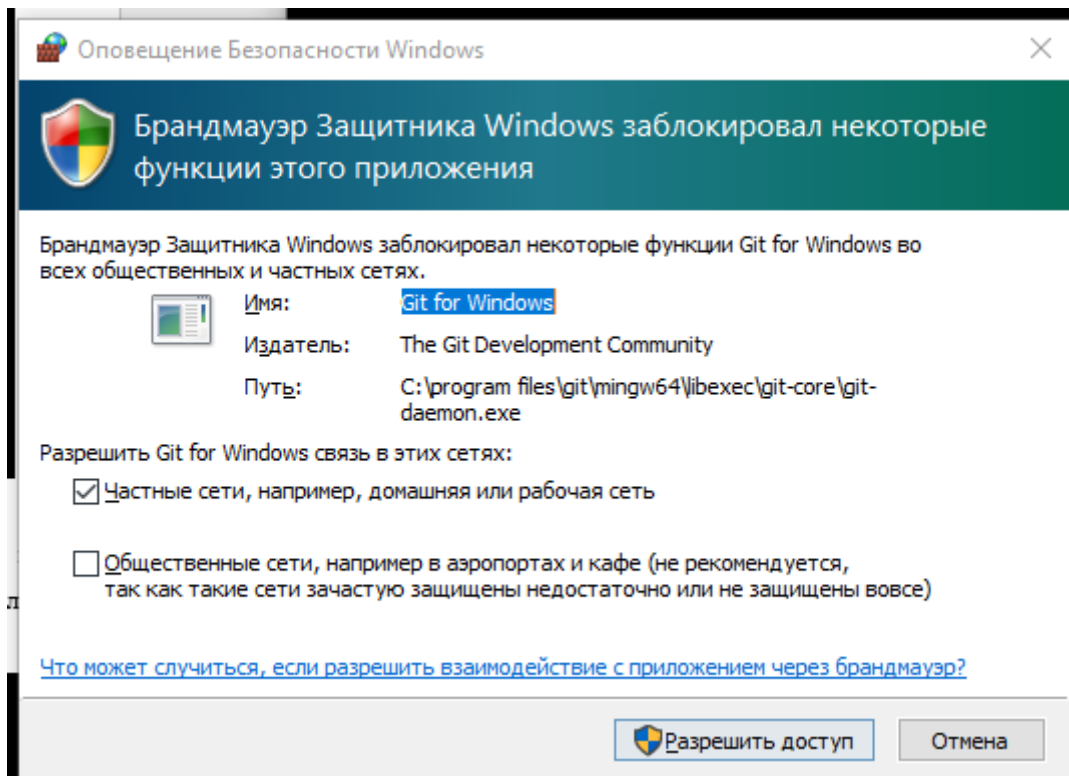 Оповещение Безопасности Windows
Брандмауэр Защитника Windows заблокировал некоторые
функции этого приложения
Брандмауэр Защитника Windows заблокировал некоторые функции Git for Windows во
всех общественных и частных сетях.
Имя: Git for Windows
Издатель: The Git Development Community
Путь: C:\program files\git\mingw64\libexec\git-core\git-
daemon.exe
Разрешить Git for Windows связь в этих сетях:
Частные сети, например, домашняя или рабочая сеть
Общественные сети, например в аэропортах и кафе (не рекомендуется,
так как такие сети зачастую защищены недостаточно или не защищены вовсе)
Что может случиться, если разрешить взаимодействие с приложением через брандмауэр?
Разрешить доступ Отмена